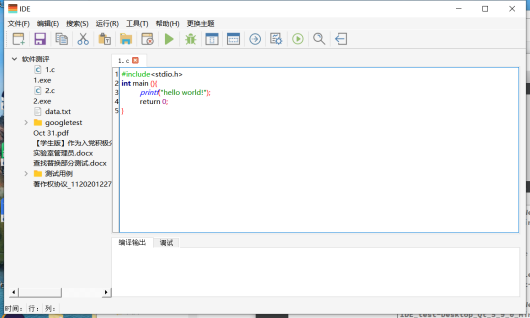 IDE
文件(F) 编辑(E) 搜索(S) 运行(R) 工具(T) 帮助(H) 更换主题
软件测评
1.c
1.exe
2.c
2.exe
data.txt
googletest
Oct 31.pdf
【学生版】作为入党积极分
实验室管理员.docx
查找替换部分测试.docx
测试用例
著作权协议_1120201227
1.c
1 #include<stdio.h>
2 int main (){
3 printf("hello world!");
4 return 0;
5 }
编译输出 调试
时间: 行: 列: